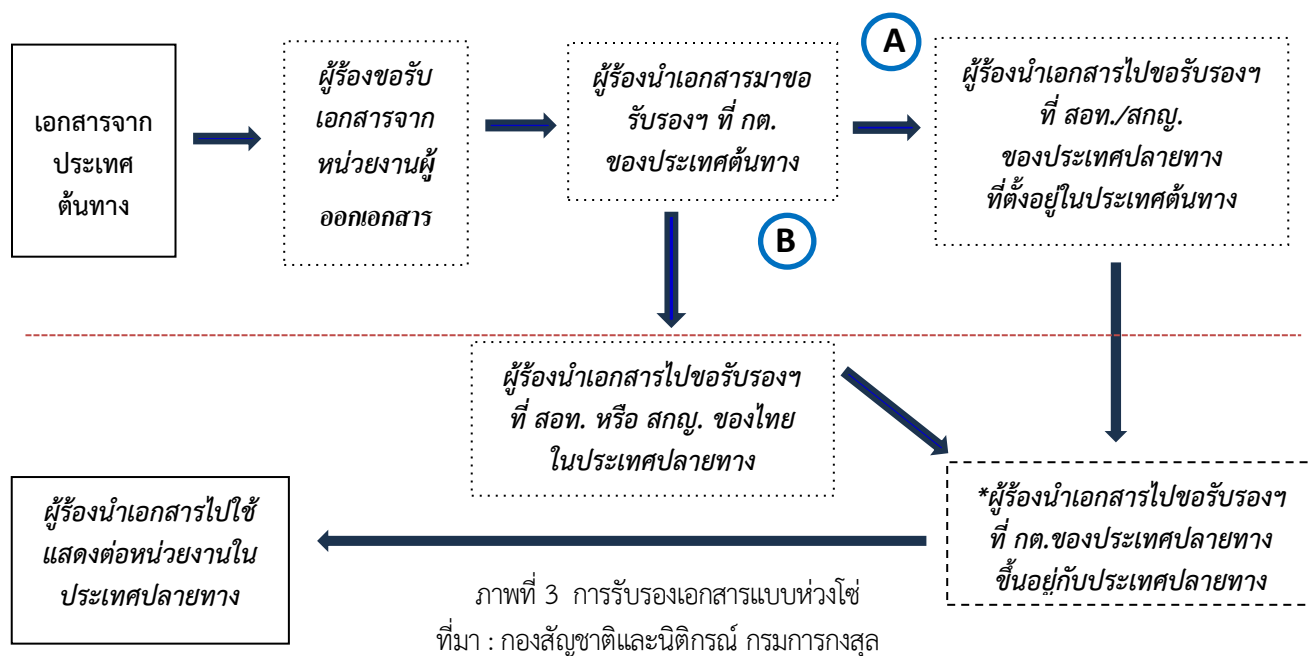 เอกสารจาก
ประเทศ
ต้นทาง
ผู้ร้องขอรับ
เอกสารจาก
หน่วยงานผู้
ออกเอกสาร
ผู้ร้องนำเอกสารมาขอ
รับรองฯ ที่ กต.
ของประเทศต้นทาง
A
B
ผู้ร้องนำเอกสารไปขอรับรองฯ
ที่ สอท./สกญ.
ของประเทศปลายทาง
ที่ตั้งอยู่ในประเทศต้นทาง
ผู้ร้องนำเอกสารไปขอรับรองฯ
ที่ สอท. หรือ สกญ. ของไทย
ในประเทศปลายทาง
*ผู้ร้องนำเอกสารไปขอรับรองฯ
ที่ กต.ของประเทศปลายทาง
ขึ้นอยู่กับประเทศปลายทาง
ผู้ร้องนำเอกสารไปใช้
แสดงต่อหน่วยงานใน
ประเทศปลายทาง
ภาพที่ 3 การรับรองเอกสารแบบห่วงโซ่
ที่มา : กองสัญชาติและนิติกรณ์ กรมการกงสุล